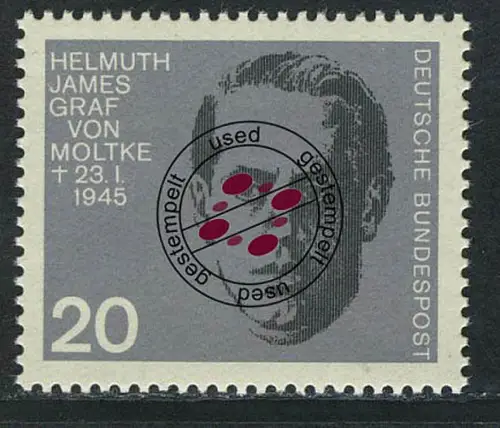 HELMUTH
JAMES
GRAF
VON
MOLTKE
† 23. I.
1945
20
DEUTSCHE BUNDESPOST
used
gestempelt
used
gestempelt